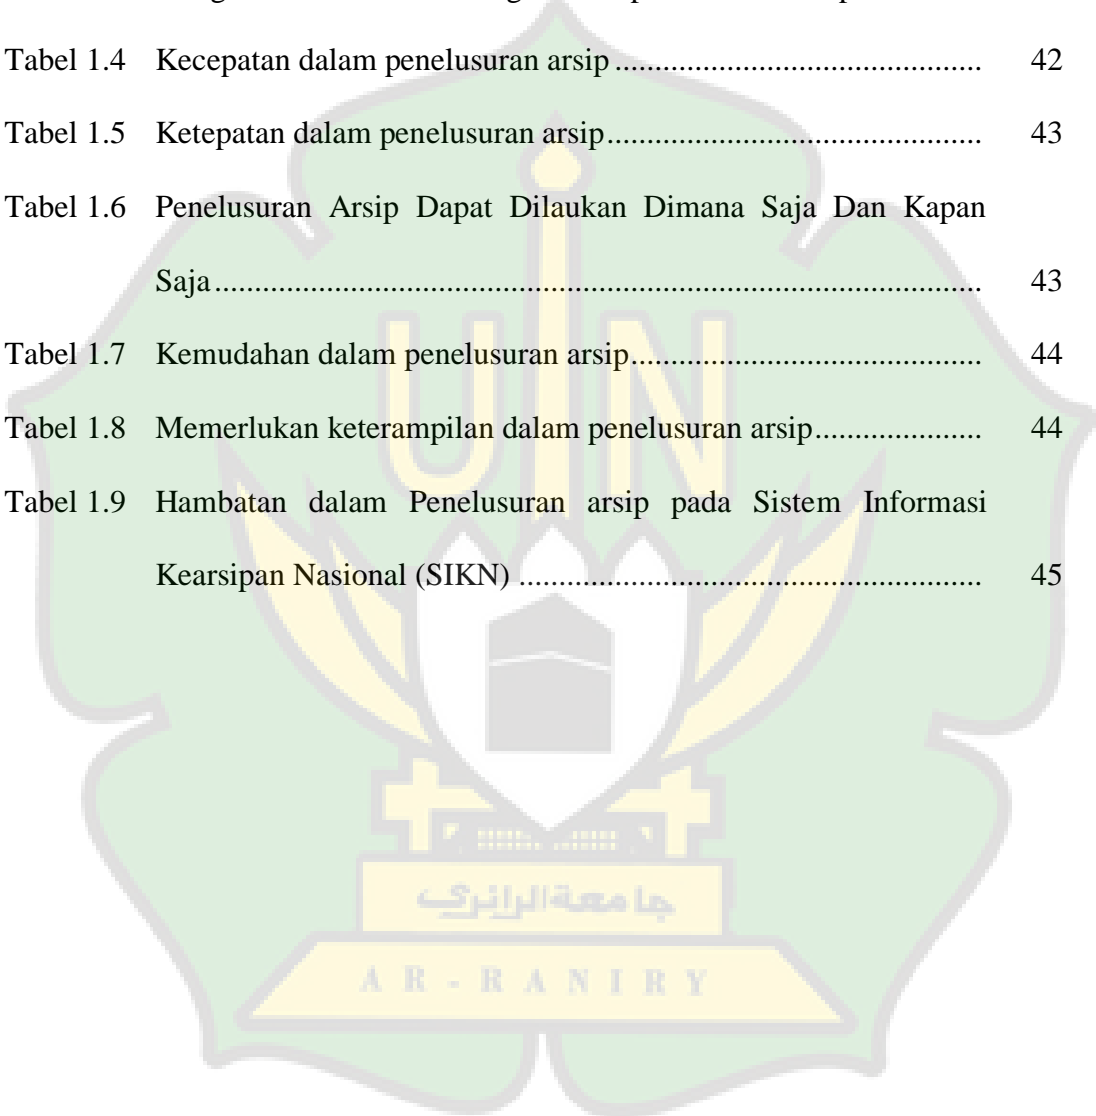 Tabel 1.4 Kecepatan dalam penelusuran arsip .............................................. 42
Tabel 1.5 Ketepatan dalam penelusuran arsip............................................... 43
Tabel 1.6 Penelusuran Arsip Dapat Dilaukan Dimana Saja Dan Kapan
Saja................................................................................................ 43
Tabel 1.7 Kemudahan dalam penelusuran arsip............................................ 44
Tabel 1.8 Memerlukan keterampilan dalam penelusuran arsip..................... 44
Tabel 1.9 Hambatan dalam Penelusuran arsip pada Sistem Informasi
Kearsipan Nasional (SIKN) .......................................................... 45
UIN
جامعة الرانري
AR-RANIRY